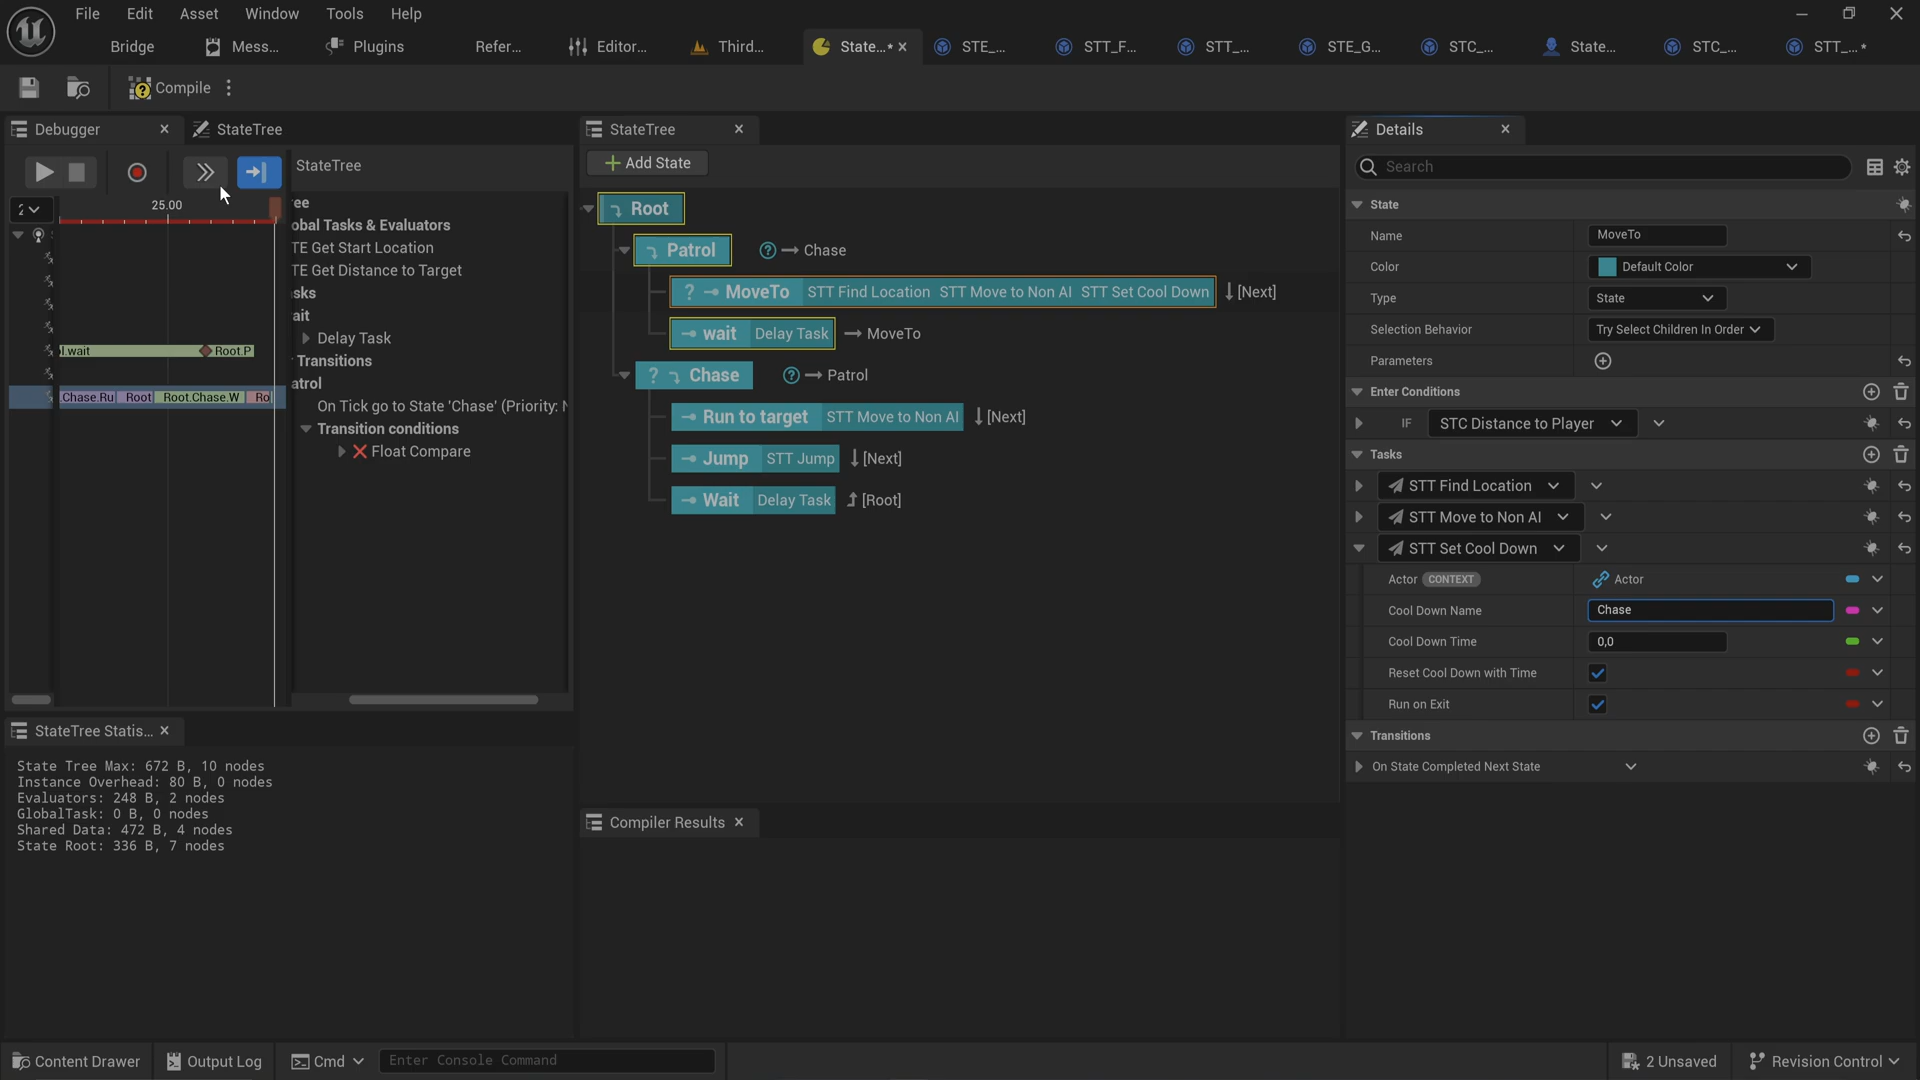 File Edit Asset Window Tools Help
Bridge Mess... Plugins Refer... Editor... Third... State...* STE_... STT_F... STT_... STE_G... STC_... State... STC_... STT_...*
Compile
Debugger StateTree
StateTree
25.00
ee
obal Tasks & Evaluators
TE Get Start Location
TE Get Distance to Target
sks
ait
Delay Task
Transitions
atrol
On Tick go to State 'Chase' (Priority: N
Transition conditions
Float Compare
l.wait Root.P
.Chase.Ru Root Root.Chase.W Ro
StateTree Statis...
State Tree Max: 672 B, 10 nodes
Instance Overhead: 80 B, 0 nodes
Evaluators: 248 B, 2 nodes
GlobalTask: 0 B, 0 nodes
Shared Data: 472 B, 4 nodes
State Root: 336 B, 7 nodes
StateTree
Add State
Root
Patrol Chase
MoveTo STT Find Location STT Move to Non AI STT Set Cool Down [Next]
wait Delay Task MoveTo
Chase Patrol
Run to target STT Move to Non AI [Next]
Jump STT Jump [Next]
Wait Delay Task [Root]
Compiler Results
Details
Search
State
Name MoveTo
Color Default Color
Type State
Selection Behavior Try Select Children In Order
Parameters
Enter Conditions
IF STC Distance to Player
Tasks
STT Find Location
STT Move to Non AI
STT Set Cool Down
Actor CONTEXT Actor
Cool Down Name Chase
Cool Down Time 0,0
Reset Cool Down with Time
Run on Exit
Transitions
On State Completed Next State
Content Drawer Output Log Cmd Enter Console Command 2 Unsaved Revision Control